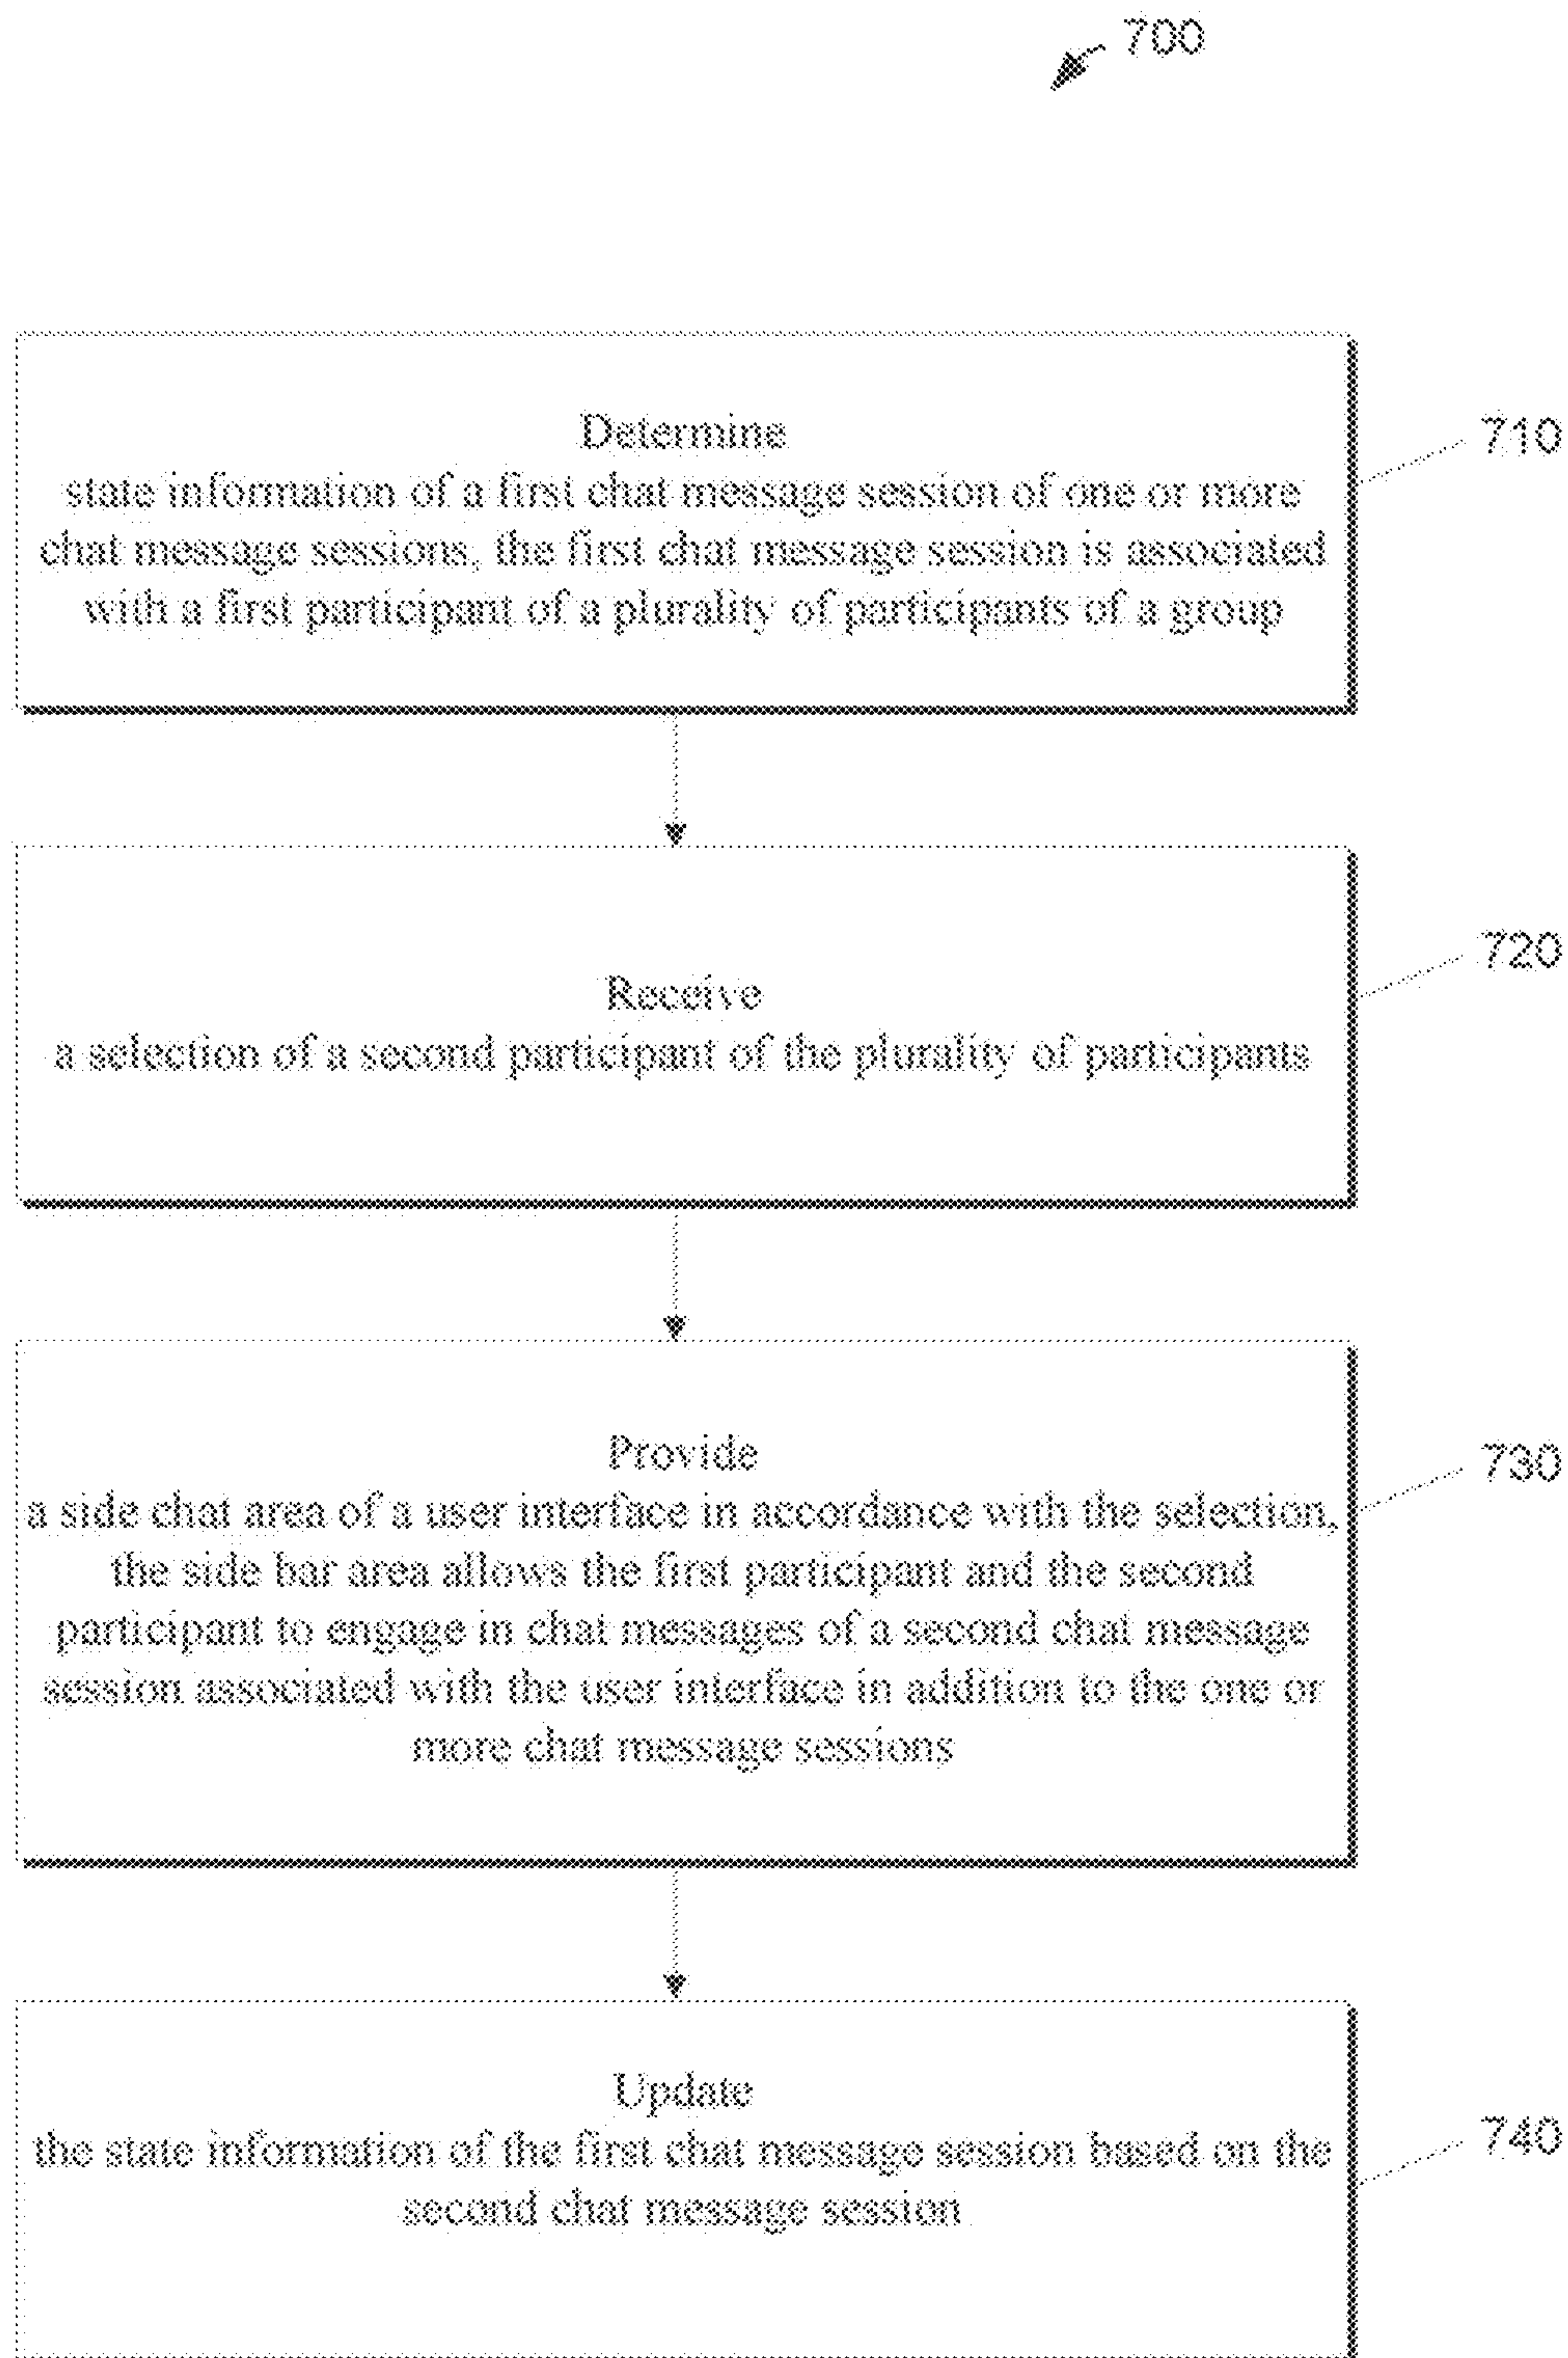 700
Determine
state information of a first chat message session of one or more
chat message sessions, the first chat message session is associated
with a first participant of a plurality of participants of a group
710
Receive
a selection of a second participant of the plurality of participants
720
Provide
a side chat area of a user interface in accordance with the selection,
the side bar area allows the first participant and the second
participant to engage in chat messages of a second chat message
session associated with the user interface in addition to the one or
more chat message sessions
730
Update
the state information of the first chat message session based on the
second chat message session
740